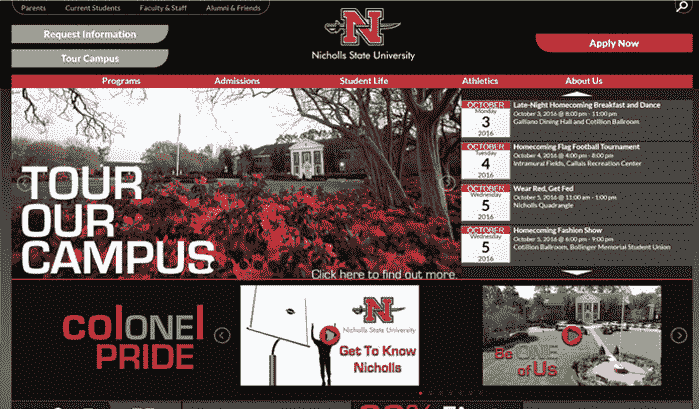 Parents Current Students Faculty & Staff Alumni & Friends
Request Information
Tour Campus
N
Nicholls State University
Apply Now
Programs Admissions Student Life Athletics About Us
TOUR
OUR
CAMPUS
Click here to find out more.
OCTOBER
Monday
3
2016
Late-Night Homecoming Breakfast and Dance
October 3, 2016 @ 8:00 pm - 11:00 pm
Galliano Dining Hall and Cotillion Ballroom
OCTOBER
Tuesday
4
2016
Homecoming Flag Football Tournament
October 4, 2016 @ 4:00 pm - 8:00 pm
Intramural Fields, Callais Recreation Center
OCTOBER
Wednesday
5
2016
Wear Red, Get Fed
October 5, 2016 @ 11:00 am - 1:00 pm
Nicholls Quadrangle
OCTOBER
Wednesday
5
2016
Homecoming Fashion Show
October 5, 2016 @ 6:00 pm - 9:00 pm
Cotillion Ballroom, Bollinger Memorial Student Union
colONEl
PRIDE
N
Nicholls State University
Get To Know
Nicholls
Be ONE
of Us